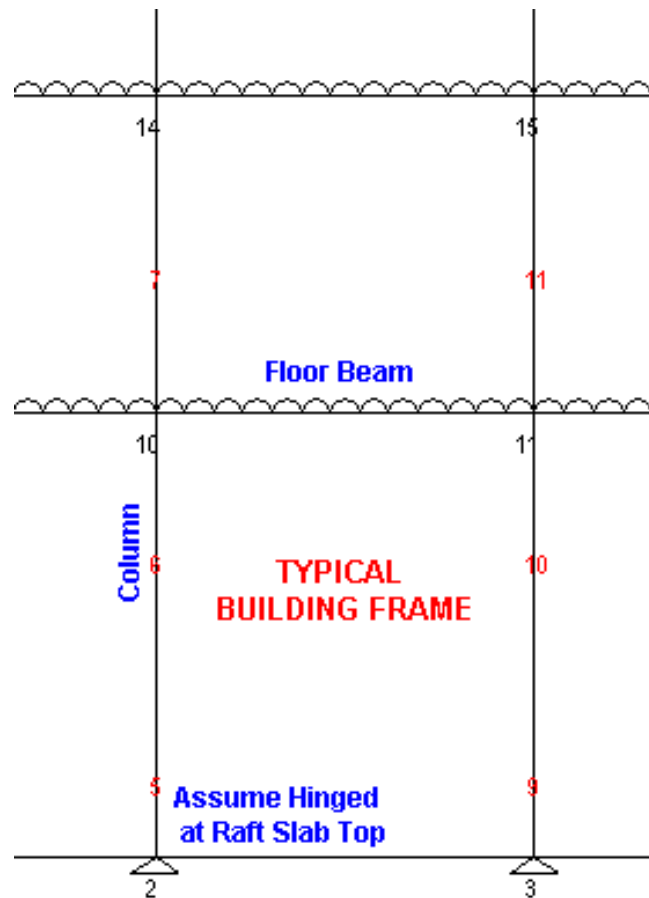 14 15
7 11
Floor Beam
10 11
Column
6 10
TYPICAL
BUILDING FRAME
5 9
Assume Hinged
at Raft Slab Top
2 3